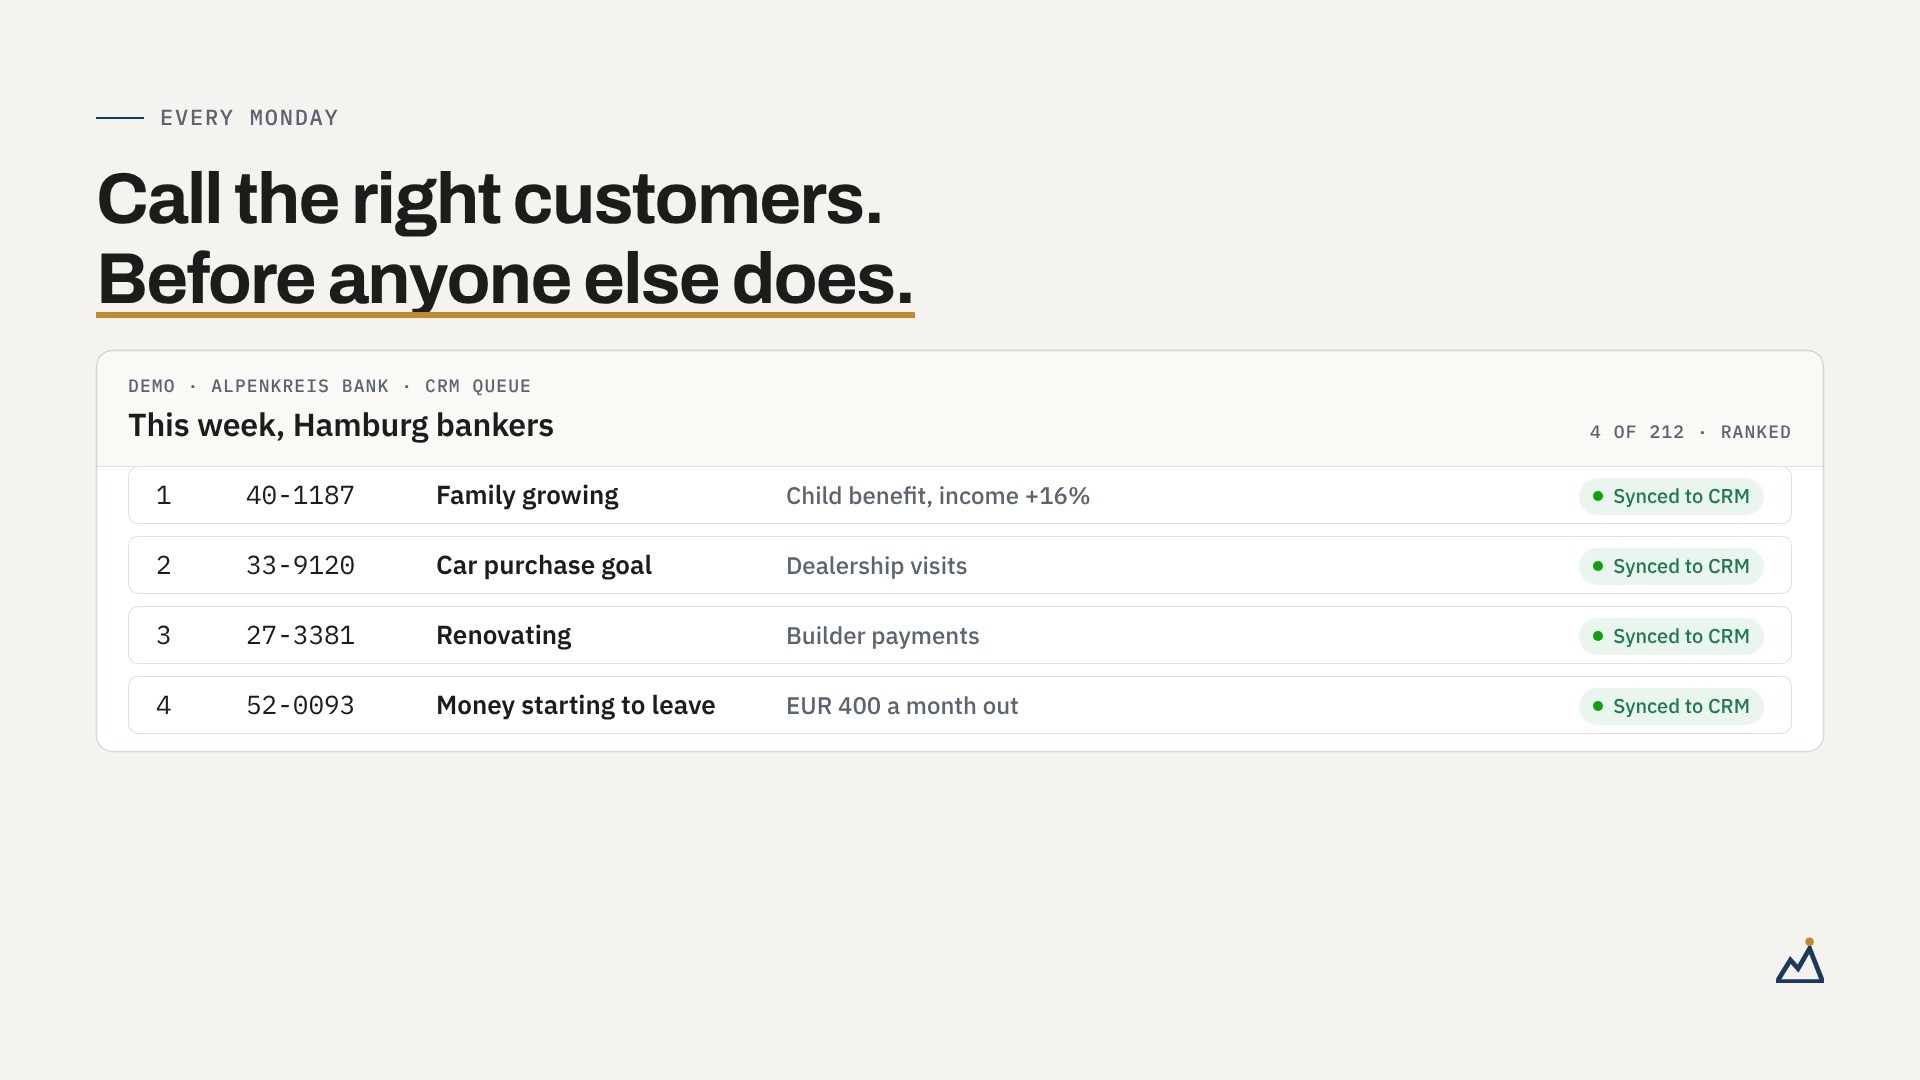 EVERY MONDAY
Call the right customers.
Before anyone else does.
DEMO · ALPENKREIS BANK · CRM QUEUE
This week, Hamburg bankers
4 OF 212 · RANKED
1 40-1187 Family growing Child benefit, income +16% Synced to CRM
2 33-9120 Car purchase goal Dealership visits Synced to CRM
3 27-3381 Renovating Builder payments Synced to CRM
4 52-0093 Money starting to leave EUR 400 a month out Synced to CRM